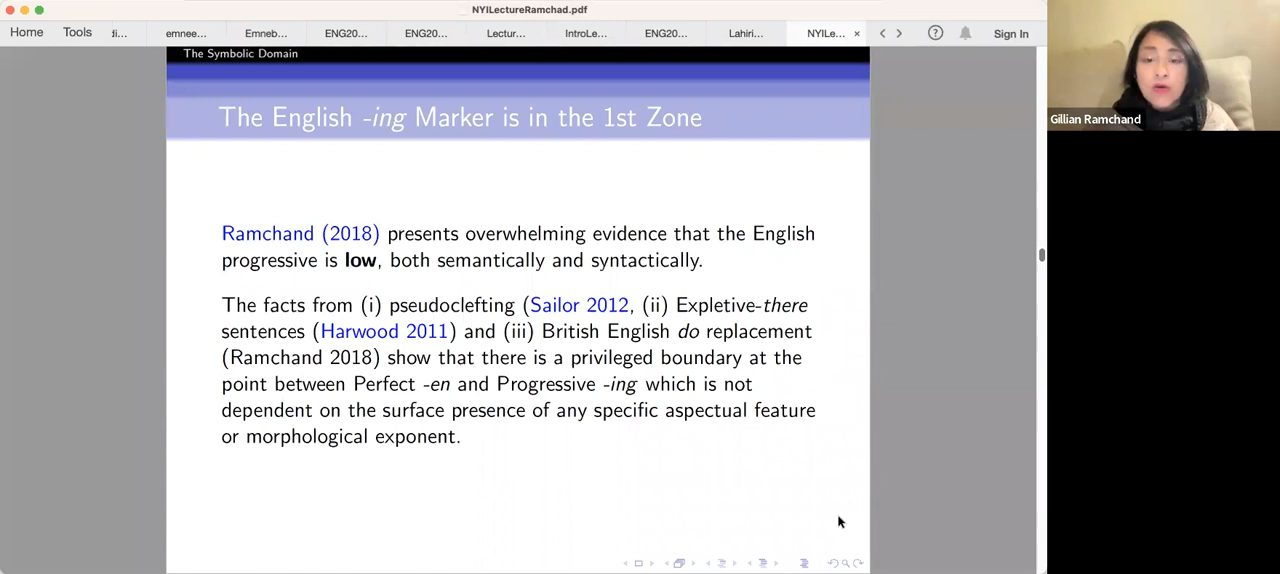 NYILectureRamchad.pdf
Home Tools di... emnee... Emneb... ENG20... ENG20... Lectur... IntroLe... ENG20... Lahiri... NYILe... × ? Sign In
The Symbolic Domain
The English -ing Marker is in the 1st Zone
Gillian Ramchand
Ramchand (2018) presents overwhelming evidence that the English
progressive is low, both semantically and syntactically.
The facts from (i) pseudoclefting (Sailor 2012, (ii) Expletive-there
sentences (Harwood 2011) and (iii) British English do replacement
(Ramchand 2018) show that there is a privileged boundary at the
point between Perfect -en and Progressive -ing which is not
dependent on the surface presence of any specific aspectual feature
or morphological exponent.